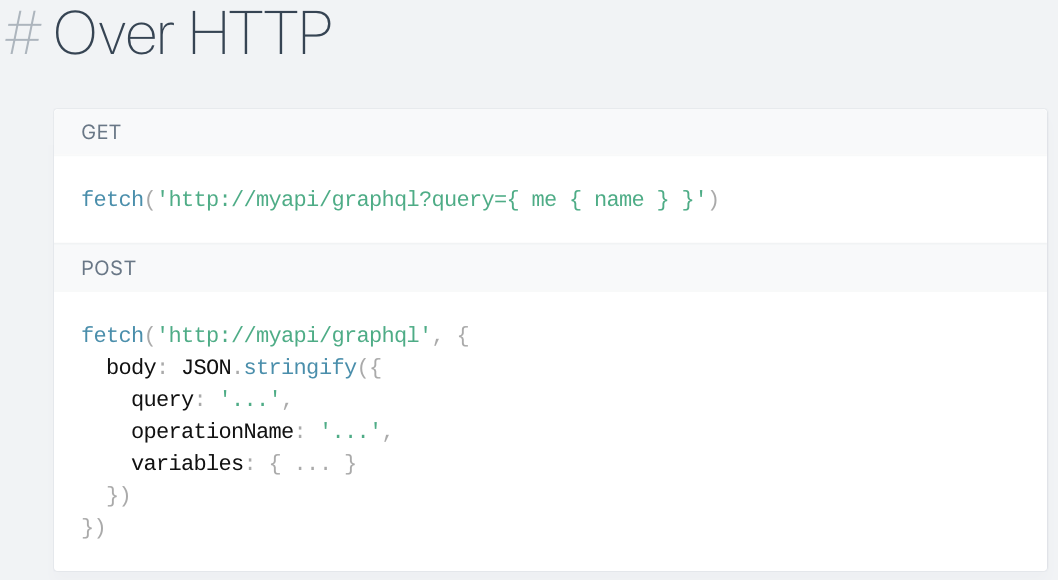 # Over HTTP
GET
fetch('http://myapi/graphql?query={ me { name } }')
POST
fetch('http://myapi/graphql', {
  body: JSON.stringify({
    query: '...',
    operationName: '...',
    variables: { ... }
  })
})